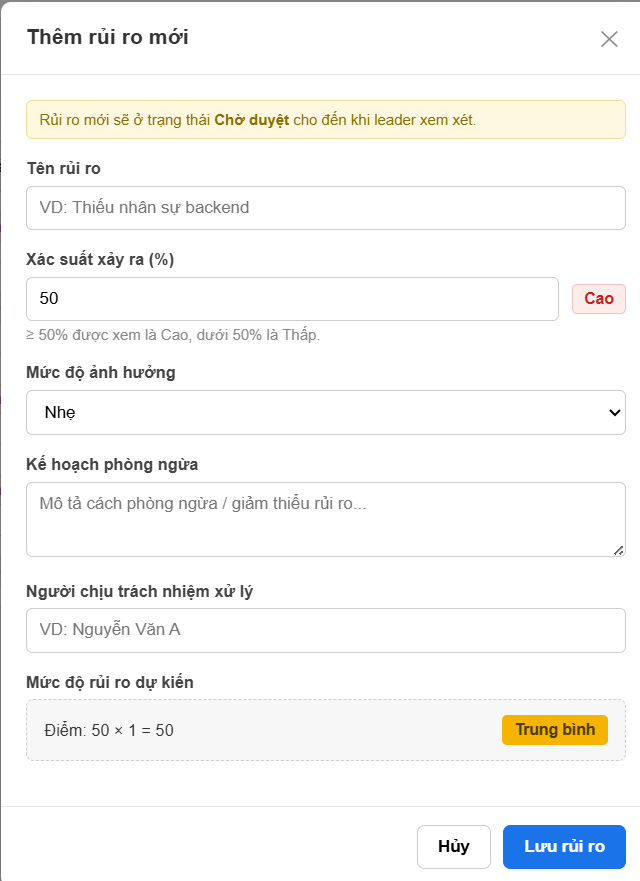 Thêm rủi ro mới
Rủi ro mới sẽ ở trạng thái Chờ duyệt cho đến khi leader xem xét.
Tên rủi ro
VD: Thiếu nhân sự backend
Xác suất xảy ra (%)
50
Cao
≥ 50% được xem là Cao, dưới 50% là Thấp.
Mức độ ảnh hưởng
Nhẹ
Kế hoạch phòng ngừa
Mô tả cách phòng ngừa / giảm thiểu rủi ro...
Người chịu trách nhiệm xử lý
VD: Nguyễn Văn A
Mức độ rủi ro dự kiến
Điểm: 50 × 1 = 50
Trung bình
Hủy
Lưu rủi ro